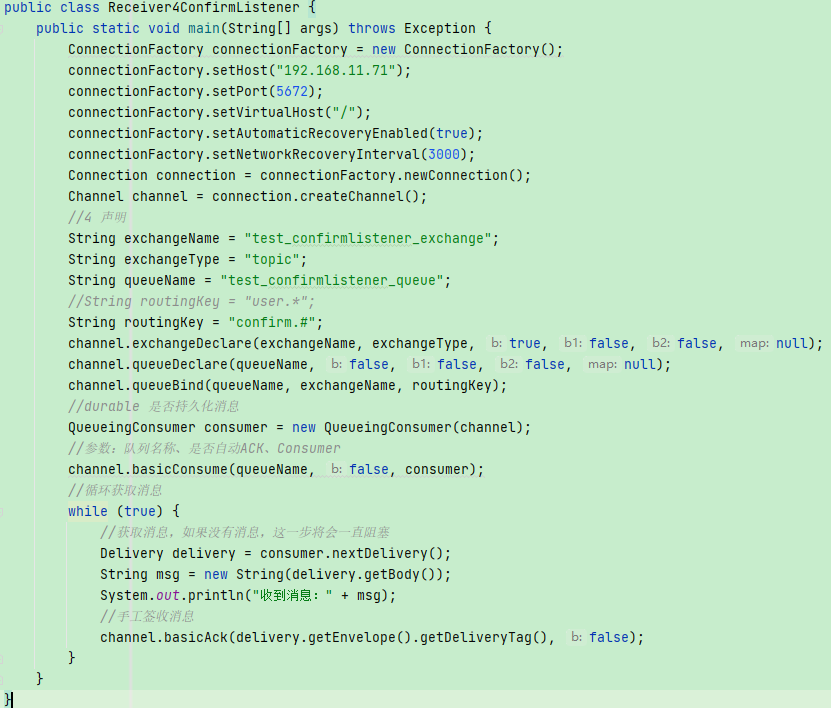 public class Receiver4ConfirmListener {
    public static void main(String[] args) throws Exception {
        ConnectionFactory connectionFactory = new ConnectionFactory();
        connectionFactory.setHost("192.168.11.71");
        connectionFactory.setPort(5672);
        connectionFactory.setVirtualHost("/");
        connectionFactory.setAutomaticRecoveryEnabled(true);
        connectionFactory.setNetworkRecoveryInterval(3000);
        Connection connection = connectionFactory.newConnection();
        Channel channel = connection.createChannel();
        //4 声明
        String exchangeName = "test_confirmlistener_exchange";
        String exchangeType = "topic";
        String queueName = "test_confirmlistener_queue";
        //String routingKey = "user.*";
        String routingKey = "confirm.#";
        channel.exchangeDeclare(exchangeName, exchangeType, b: true, b1: false, b2: false, map: null);
        channel.queueDeclare(queueName, b: false, b1: false, b2: false, map: null);
        channel.queueBind(queueName, exchangeName, routingKey);
        //durable 是否持久化消息
        QueueingConsumer consumer = new QueueingConsumer(channel);
        //参数：队列名称、是否自动ACK、Consumer
        channel.basicConsume(queueName, b: false, consumer);
        //循环获取消息
        while (true) {
            //获取消息，如果没有消息，这一步将会一直阻塞
            Delivery delivery = consumer.nextDelivery();
            String msg = new String(delivery.getBody());
            System.out.println("收到消息：" + msg);
            //手工签收消息
            channel.basicAck(delivery.getEnvelope().getDeliveryTag(), b: false);
        }
    }
}